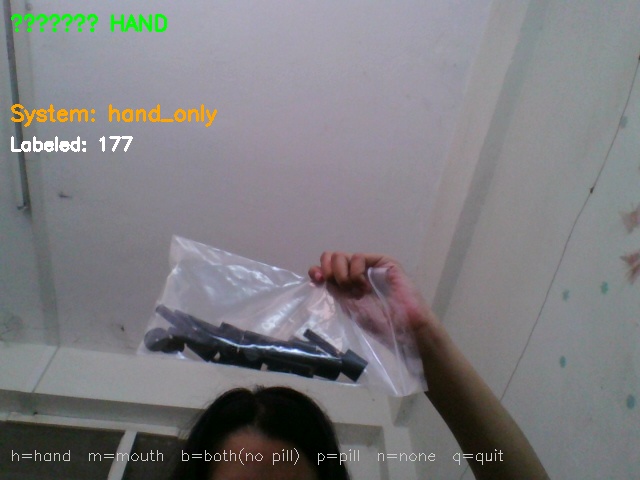 ??????? HAND
System: hand_only
Labeled: 177
h=hand m=mouth b=both(no pill) p=pill n=none q=quit